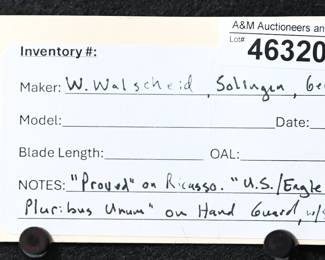 A&M Auctioneers an
Lot# 46320
Inventory #:
Maker: W. Walscheid, Solingen, Ge
Model: Date:
Blade Length: OAL:
NOTES: "Proved" on Ricasso. "U.S./Eagle
Pluribus Unum" on Hand Guard, w/